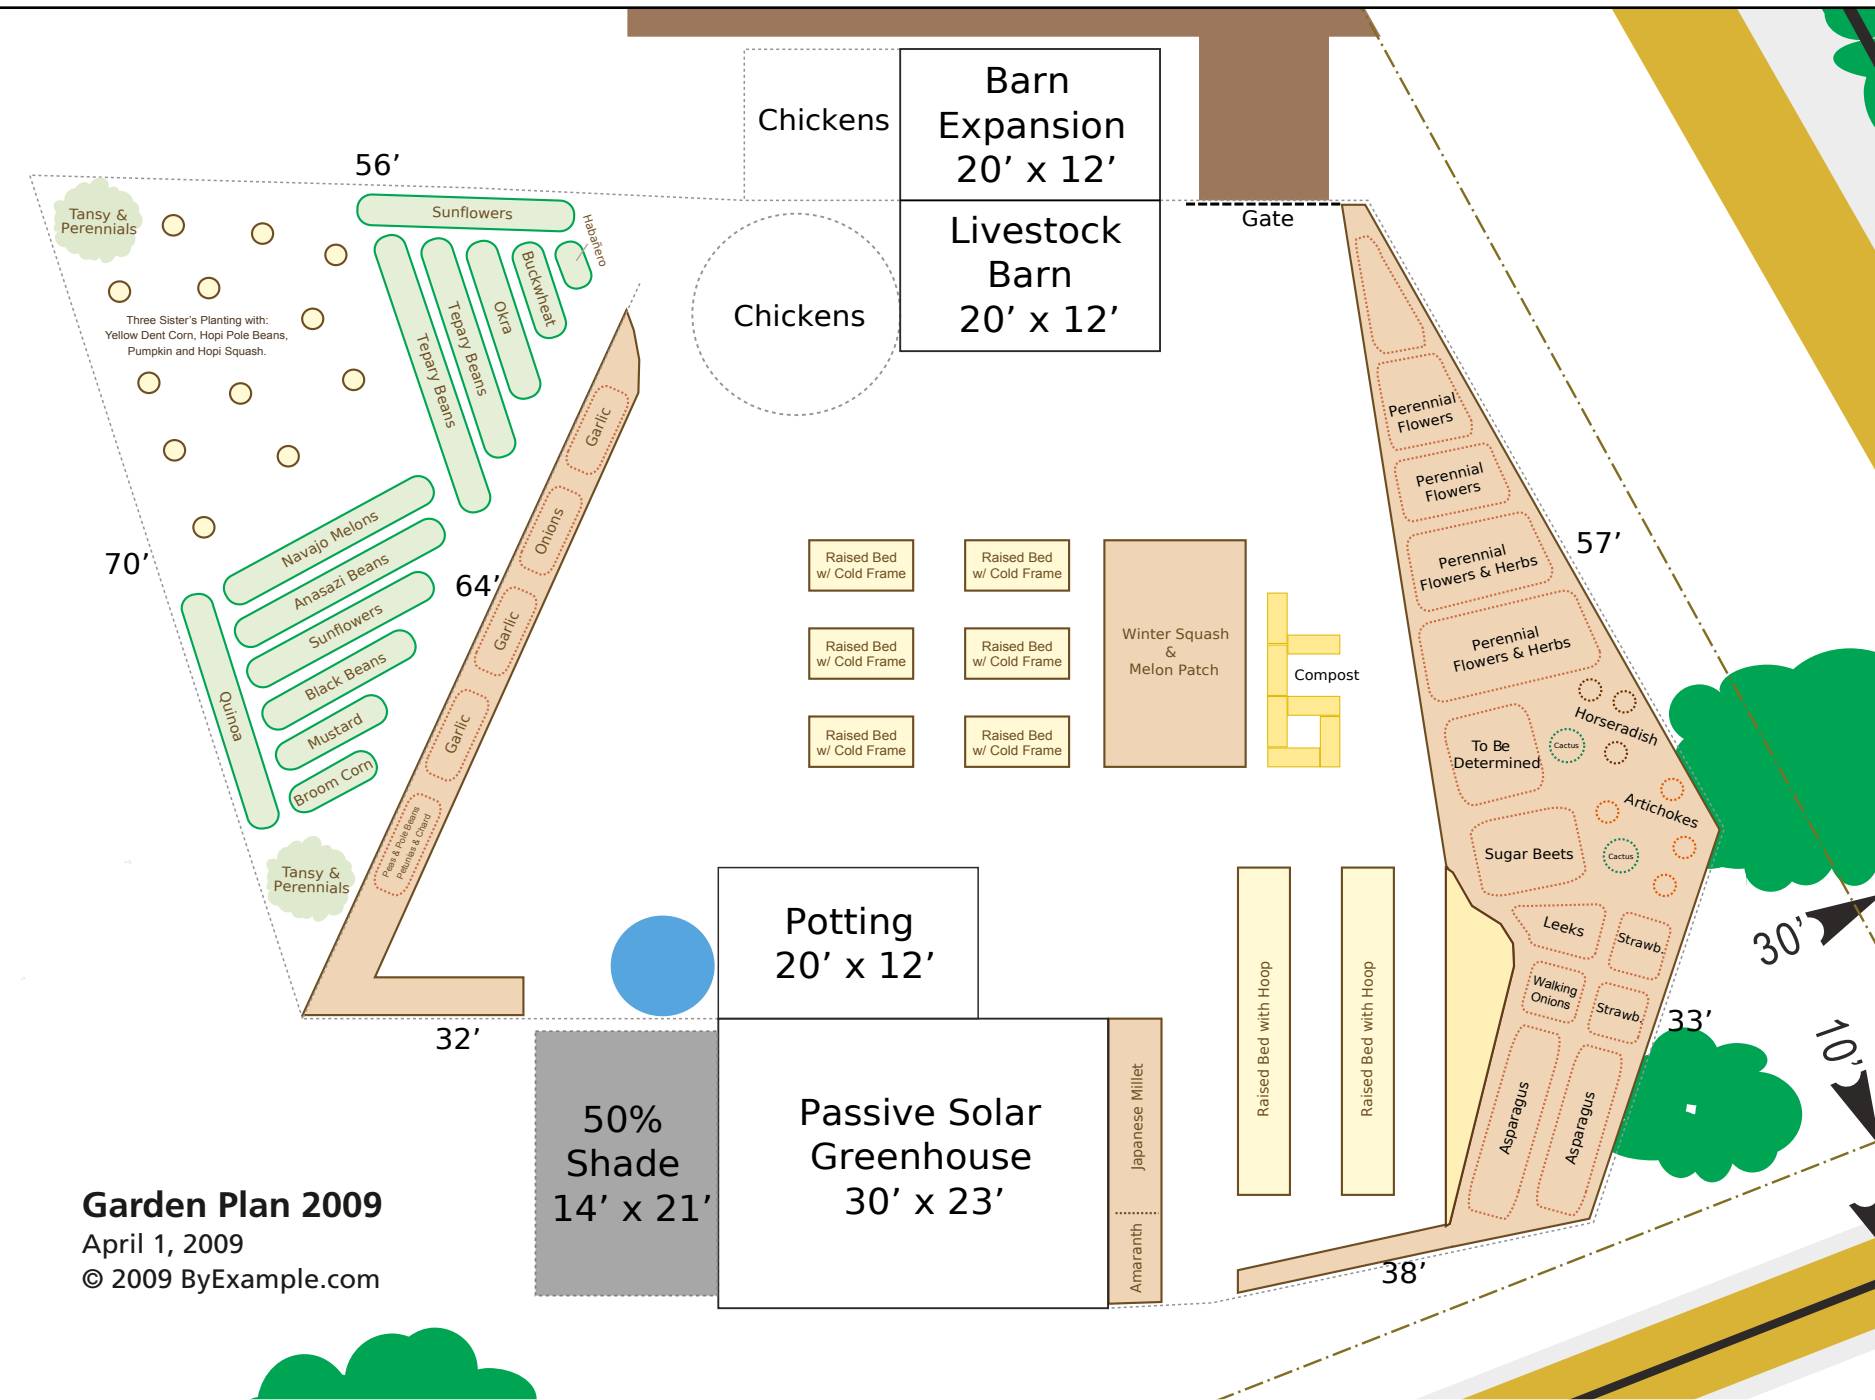 Barn
Expansion
20’ x 12’
Chickens
56’
Tansy &
Perennials
Sunflowers
Habañero
Gate
Livestock
Barn
20’ x 12’
Chickens
Three Sister’s Planting with:
Yellow Dent Corn, Hopi Pole Beans,
Pumpkin and Hopi Squash.
Tepary Beans
Tepary Beans
Okra
Buckwheat
Garlic
Onions
Garlic
Garlic
Peas & Pole Beans
Petunias & Chard
70’
64’
Navajo Melons
Anasazi Beans
Sunflowers
Black Beans
Mustard
Broom Corn
Quinoa
Tansy &
Perennials
32’
Raised Bed
w/ Cold Frame
Raised Bed
w/ Cold Frame
Raised Bed
w/ Cold Frame
Raised Bed
w/ Cold Frame
Raised Bed
w/ Cold Frame
Raised Bed
w/ Cold Frame
Winter Squash
&
Melon Patch
Compost
Perennial
Flowers
Perennial
Flowers
Perennial
Flowers & Herbs
Perennial
Flowers & Herbs
57’
Horseradish
To Be
Determined
Cactus
Artichokes
Sugar Beets
Cactus
Leeks
Strawb.
Walking
Onions
Strawb.
Asparagus
Asparagus
30’
33’
10’
38’
Potting
20’ x 12’
50%
Shade
14’ x 21’
Passive Solar
Greenhouse
30’ x 23’
Japanese Millet
Amaranth
Raised Bed with Hoop
Raised Bed with Hoop
Garden Plan 2009
April 1, 2009
© 2009 ByExample.com